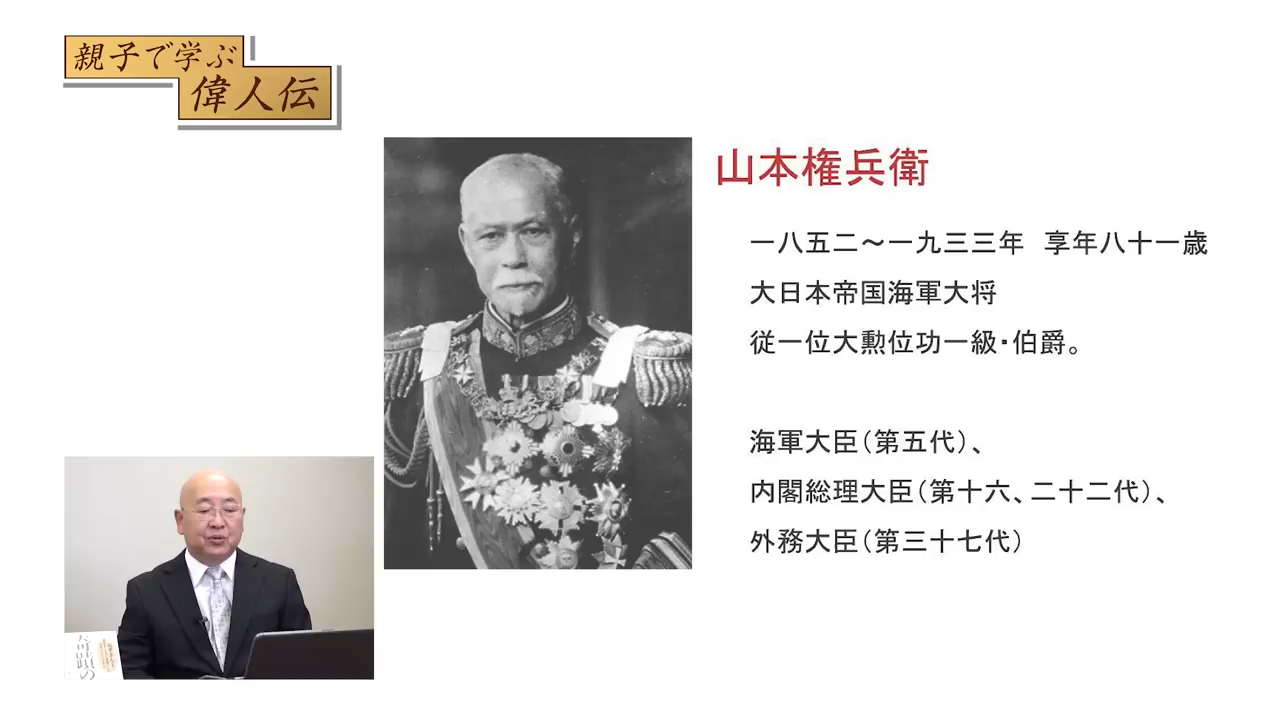 親子で学ぶ
偉人伝
山本権兵衛
一八五二〜一九三三年　享年八十一歳
大日本帝国海軍大将
従一位大勲位功一級・伯爵。
海軍大臣（第五代）、
内閣総理大臣（第十六、二十二代）、
外務大臣（第三十七代）
奇蹟の